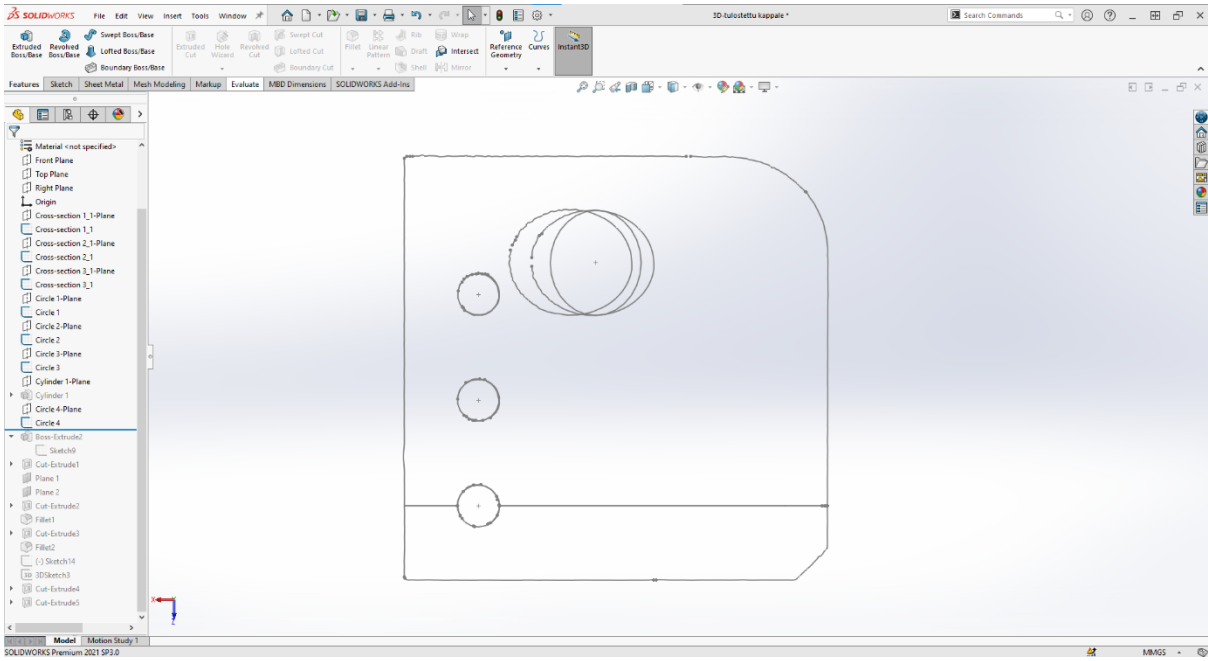 SOLIDWORKS File Edit View Insert Tools Window 3D-tulostettu kappale * Search Commands
Extruded Boss/Base
Revolved Boss/Base
Swept Boss/Base
Lofted Boss/Base
Boundary Boss/Base
Extruded Cut
Hole Wizard
Revolved Cut
Swept Cut
Lofted Cut
Boundary Cut
Fillet
Linear Pattern
Rib
Draft
Shell
Wrap
Intersect
Mirror
Reference Geometry
Curves
Instant3D
Features Sketch Sheet Metal Mesh Modeling Markup Evaluate MBD Dimensions SOLIDWORKS Add-Ins
Material <not specified>
Front Plane
Top Plane
Right Plane
Origin
Cross-section 1_1-Plane
Cross-section 1_1
Cross-section 2_1-Plane
Cross-section 2_1
Cross-section 3_1-Plane
Cross-section 3_1
Circle 1-Plane
Circle 1
Circle 2-Plane
Circle 2
Circle 3-Plane
Circle 3
Cylinder 1-Plane
Cylinder 1
Circle 4-Plane
Circle 4
Boss-Extrude2
Sketch9
Cut-Extrude1
Plane 1
Plane 2
Cut-Extrude2
Fillet1
Cut-Extrude3
Fillet2
(-) Sketch14
3D 3DSketch3
Cut-Extrude4
Cut-Extrude5
X
Z
Model Motion Study 1
SOLIDWORKS Premium 2021 SP3.0 MMGS